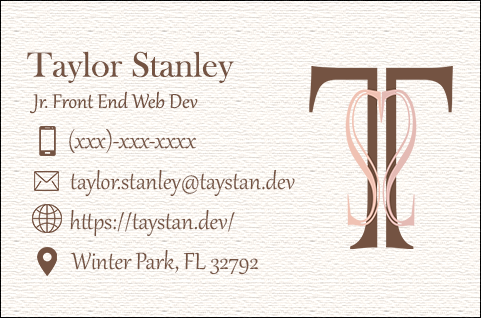 Taylor Stanley
Jr. Front End Web Dev
(xxx)-xxx-xxxx
taylor.stanley@taystan.dev
https://taystan.dev/
Winter Park, FL 32792